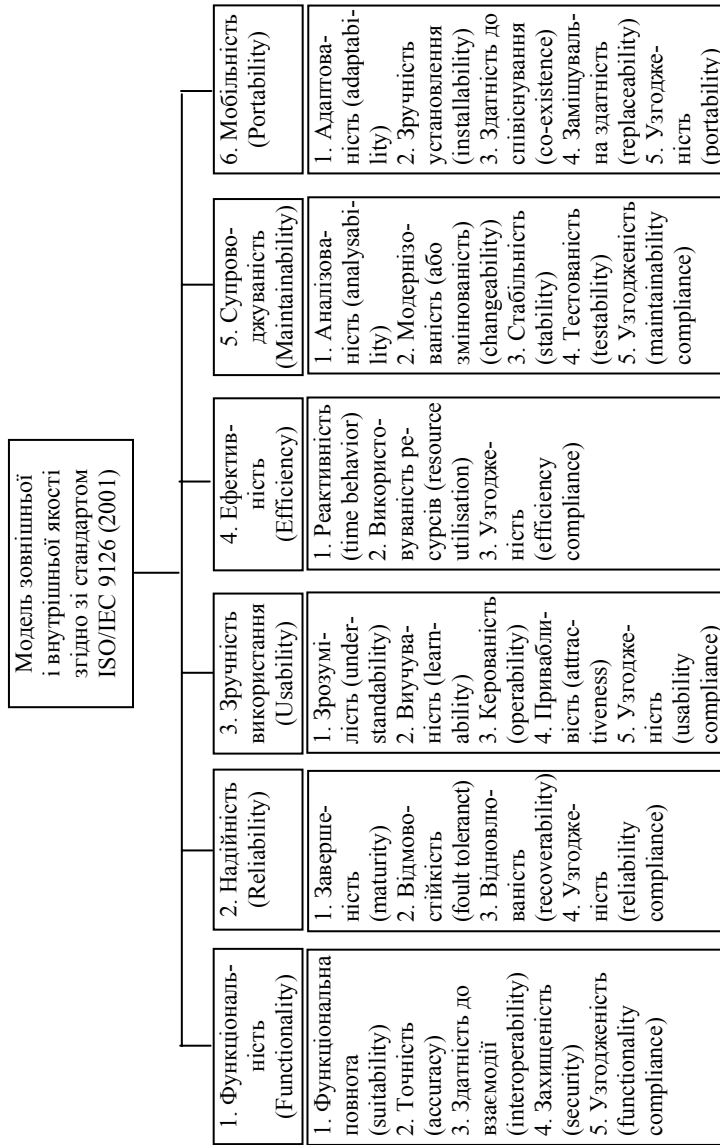 Модель зовнішньої
і внутрішньої якості
згідно зі стандартом
ISO/IEC 9126 (2001)
1. Функціональ-
ність
(Functionality)
1. Функціональна
повнота
(suitability)
2. Точність
(accuracy)
3. Здатність до
взаємодії
(interoperability)
4. Захищеність
(security)
5. Узгодженість
(functionality
compliance)
2. Надійність
(Reliability)
1. Заверше-
ність
(maturity)
2. Відмово-
стійкість
(foult toleranct)
3. Відновлю-
ваність
(recoverability)
4. Узгодже-
ність
(reliability
compliance)
3. Зручність
використання
(Usability)
1. Зрозумі-
лість (under-
standability)
2. Виучува-
ність (learn-
ability)
3. Керованість
(operability)
4. Привабли-
вість (attrac-
tiveness)
5. Узгодже-
ність
(usability
compliance)
4. Ефектив-
ність
(Efficiency)
1. Реактивність
(time behavior)
2. Використо-
вуваність ре-
сурсів (resource
utilisation)
3. Узгодже-
ність
(efficiency
compliance)
5. Супрово-
джуваність
(Maintainability)
1. Аналізова-
ність (analysabi-
lity)
2. Модернізо-
ваність (або
змінюваність)
(changeability)
3. Стабільність
(stability)
4. Тестованість
(testability)
5. Узгодженість
(maintainability
compliance)
6. Мобільність
(Portability)
1. Адаптова-
ність (adaptabi-
lity)
2. Зручність
установлення
(installability)
3. Здатність до
співіснування
(co-existence)
4. Заміщуваль-
на здатність
(replaceability)
5. Узгодже-
ність
(portability)